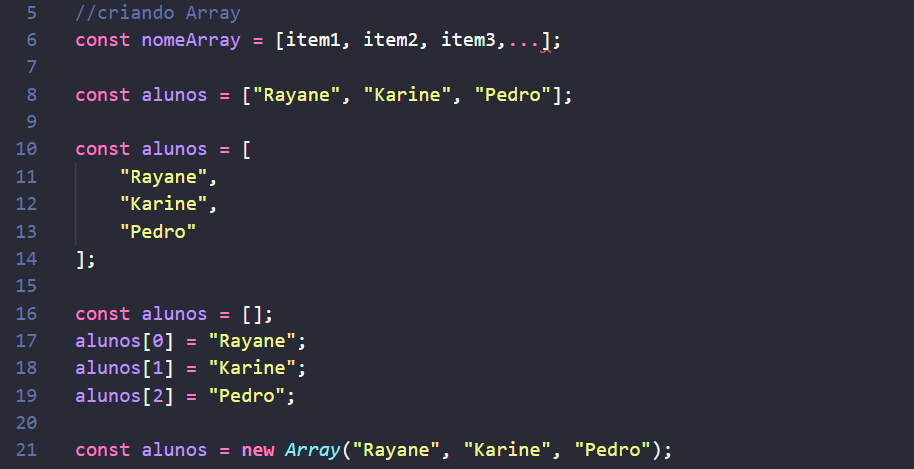 5 //criando Array
6 const nomeArray = [item1, item2, item3,...];
7
8 const alunos = ["Rayane", "Karine", "Pedro"];
9
10 const alunos = [
11 "Rayane",
12 "Karine",
13 "Pedro"
14 ];
15
16 const alunos = [];
17 alunos[0] = "Rayane";
18 alunos[1] = "Karine";
19 alunos[2] = "Pedro";
20
21 const alunos = new Array("Rayane", "Karine", "Pedro");